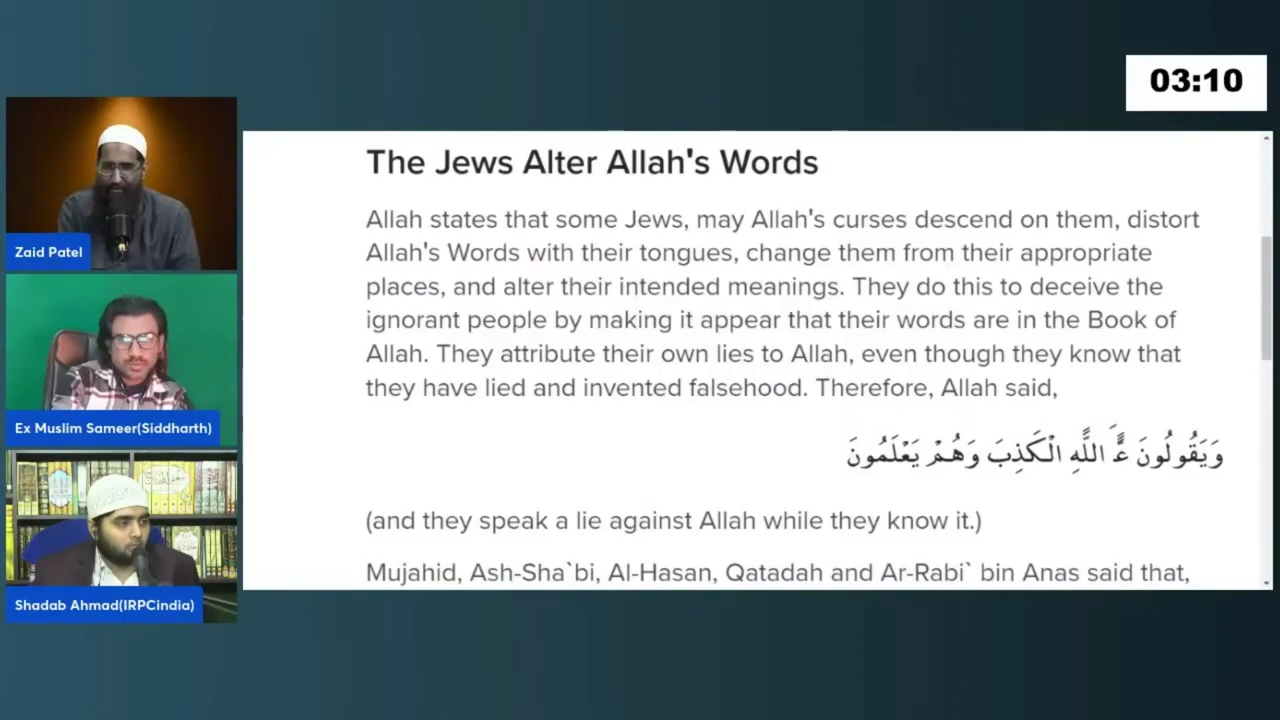 03:10
Zaid Patel
Ex Muslim Sameer(Siddharth)
Shadab Ahmad(IRPCindia)
The Jews Alter Allah's Words
Allah states that some Jews, may Allah's curses descend on them, distort
Allah's Words with their tongues, change them from their appropriate
places, and alter their intended meanings. They do this to deceive the
ignorant people by making it appear that their words are in the Book of
Allah. They attribute their own lies to Allah, even though they know that
they have lied and invented falsehood. Therefore, Allah said,
وَيَقُولُونَ عََّ اللَّهِ الْكَذِبَ وَهُمْ يَعْلَمُونَ
(and they speak a lie against Allah while they know it.)
Mujahid, Ash-Sha`bi, Al-Hasan, Qatadah and Ar-Rabi` bin Anas said that,